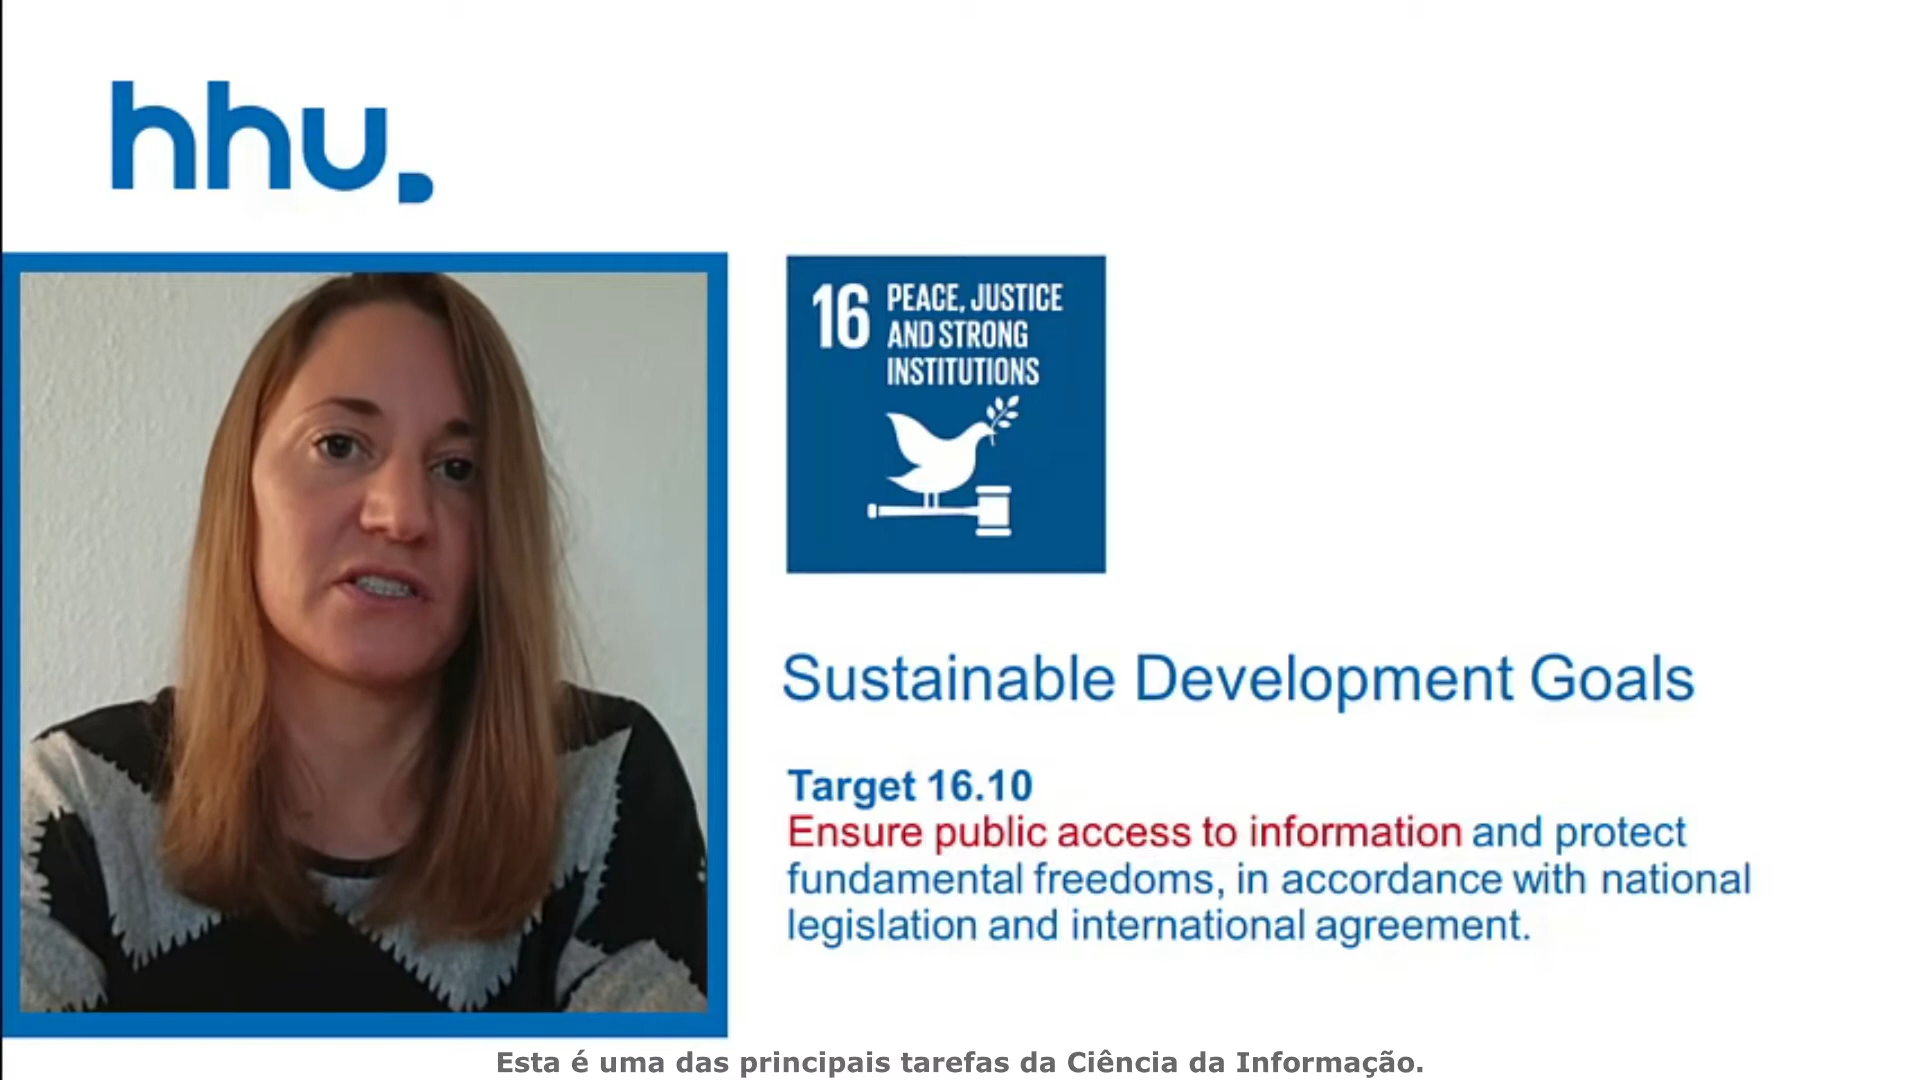 hhu.
16 PEACE, JUSTICE
AND STRONG
INSTITUTIONS
Sustainable Development Goals
Target 16.10
Ensure public access to information and protect
fundamental freedoms, in accordance with national
legislation and international agreement.
Esta é uma das principais tarefas da Ciência da Informação.